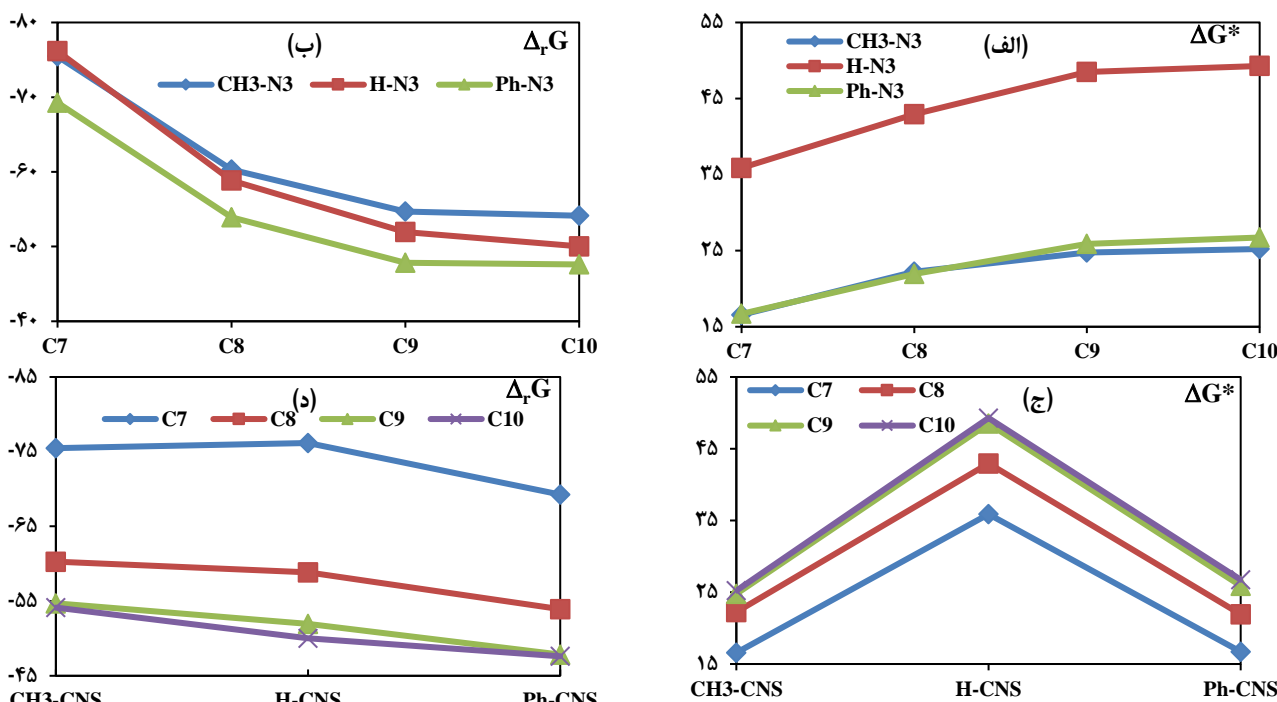 (ب)
ΔrG
CH3-N3 H-N3 Ph-N3
-۸۰
-۷۰
-۶۰
-۵۰
-۴۰
C7 C8 C9 C10
(الف)
ΔG*
CH3-N3
H-N3
Ph-N3
۵۵
۴۵
۳۵
۲۵
۱۵
C7 C8 C9 C10
(د)
ΔrG
C7 C8 C9 C10
-۸۵
-۷۵
-۶۵
-۵۵
-۴۵
CH3-CNS H-CNS Ph-CNS
(ج)
ΔG*
C7 C8
C9 C10
۵۵
۴۵
۳۵
۲۵
۱۵
CH3-CNS H-CNS Ph-CNS